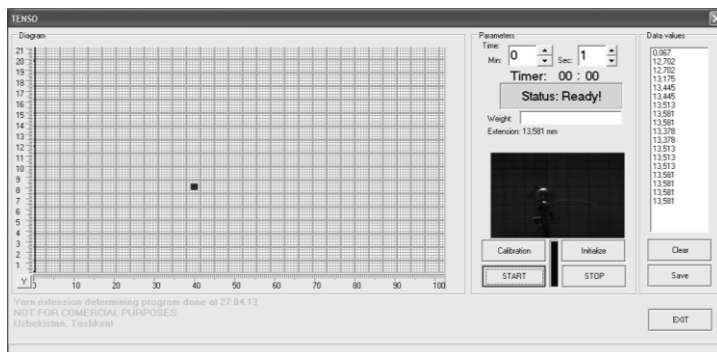 TENSO
Diagram
21
20
19
18
17
16
15
14
13
12
11
10
9
8
7
6
5
4
3
2
1
Y
0 10 20 30 40 50 60 70 80 90 100
Yarn extension determining program done at 27.04.13
NOT FOR COMERCIAL PURPOSES
Uzbekistan, Tashkent
Parameters
Time:
Min: 0 Sec: 1
Timer: 00 : 00
Status: Ready!
Weight:
Extension: 13,581 mm
Calibration Initialize
START STOP
Data values
0,067.
12,702
12,702
13,175
13,445
13,445
13,513
13,581
13,581
13,378
13,378
13,513
13,513
13,513
13,581
13,581
13,581
13,581
Clear
Save
EXIT